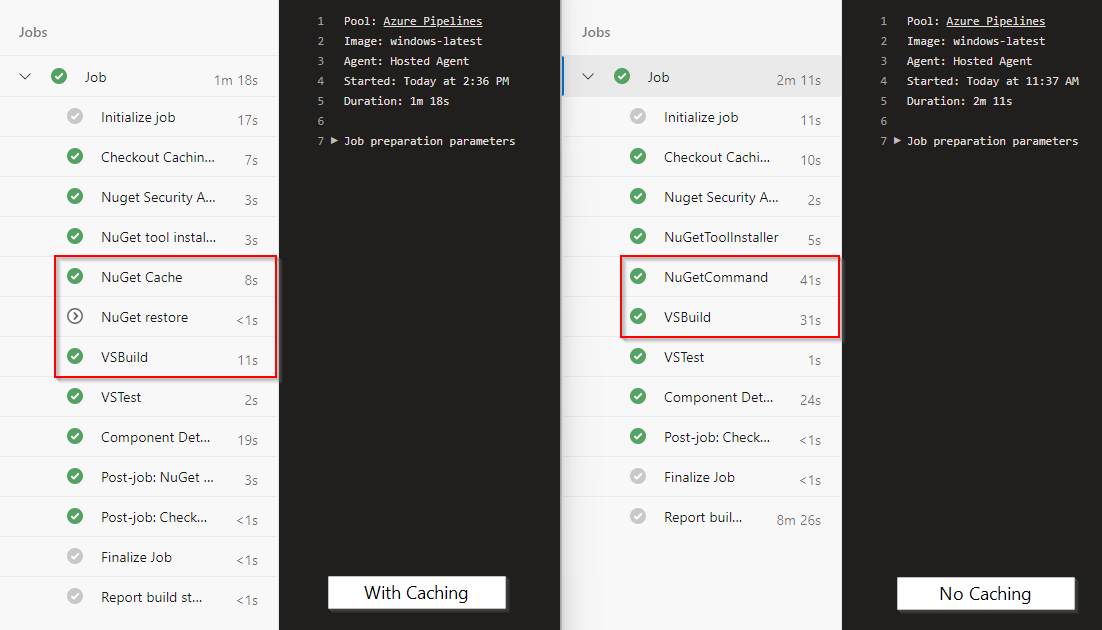 Jobs
Job 1m 18s
Initialize job 17s
Checkout Cachin... 7s
Nuget Security A... 3s
NuGet tool instal... 3s
NuGet Cache 8s
NuGet restore <1s
VSBuild 11s
VSTest 2s
Component Det... 19s
Post-job: NuGet ... 3s
Post-job: Check... <1s
Finalize Job <1s
Report build st... <1s
1 Pool: Azure Pipelines
2 Image: windows-latest
3 Agent: Hosted Agent
4 Started: Today at 2:36 PM
5 Duration: 1m 18s
6
7 Job preparation parameters
With Caching
Jobs
Job 2m 11s
Initialize job 11s
Checkout Cachi... 10s
Nuget Security A... 2s
NuGetToolInstaller 5s
NuGetCommand 41s
VSBuild 31s
VSTest 1s
Component Det... 24s
Post-job: Check... <1s
Finalize Job <1s
Report buil... 8m 26s
1 Pool: Azure Pipelines
2 Image: windows-latest
3 Agent: Hosted Agent
4 Started: Today at 11:37 AM
5 Duration: 2m 11s
6
7 Job preparation parameters
No Caching